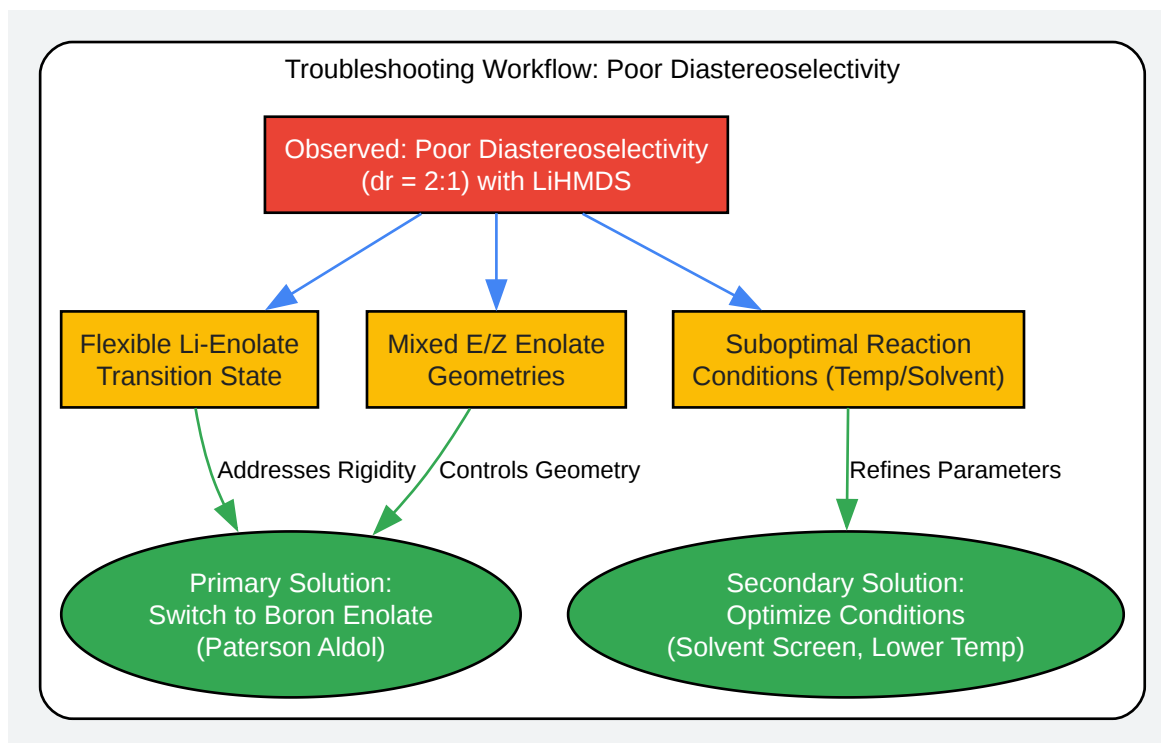 Troubleshooting Workflow: Poor Diastereoselectivity
Observed: Poor Diastereoselectivity
(dr = 2:1) with LiHMDS
Flexible Li-Enolate
Transition State
Mixed E/Z Enolate
Geometries
Suboptimal Reaction
Conditions (Temp/Solvent)
Addresses Rigidity
Controls Geometry
Refines Parameters
Primary Solution:
Switch to Boron Enolate
(Paterson Aldol)
Secondary Solution:
Optimize Conditions
(Solvent Screen, Lower Temp)